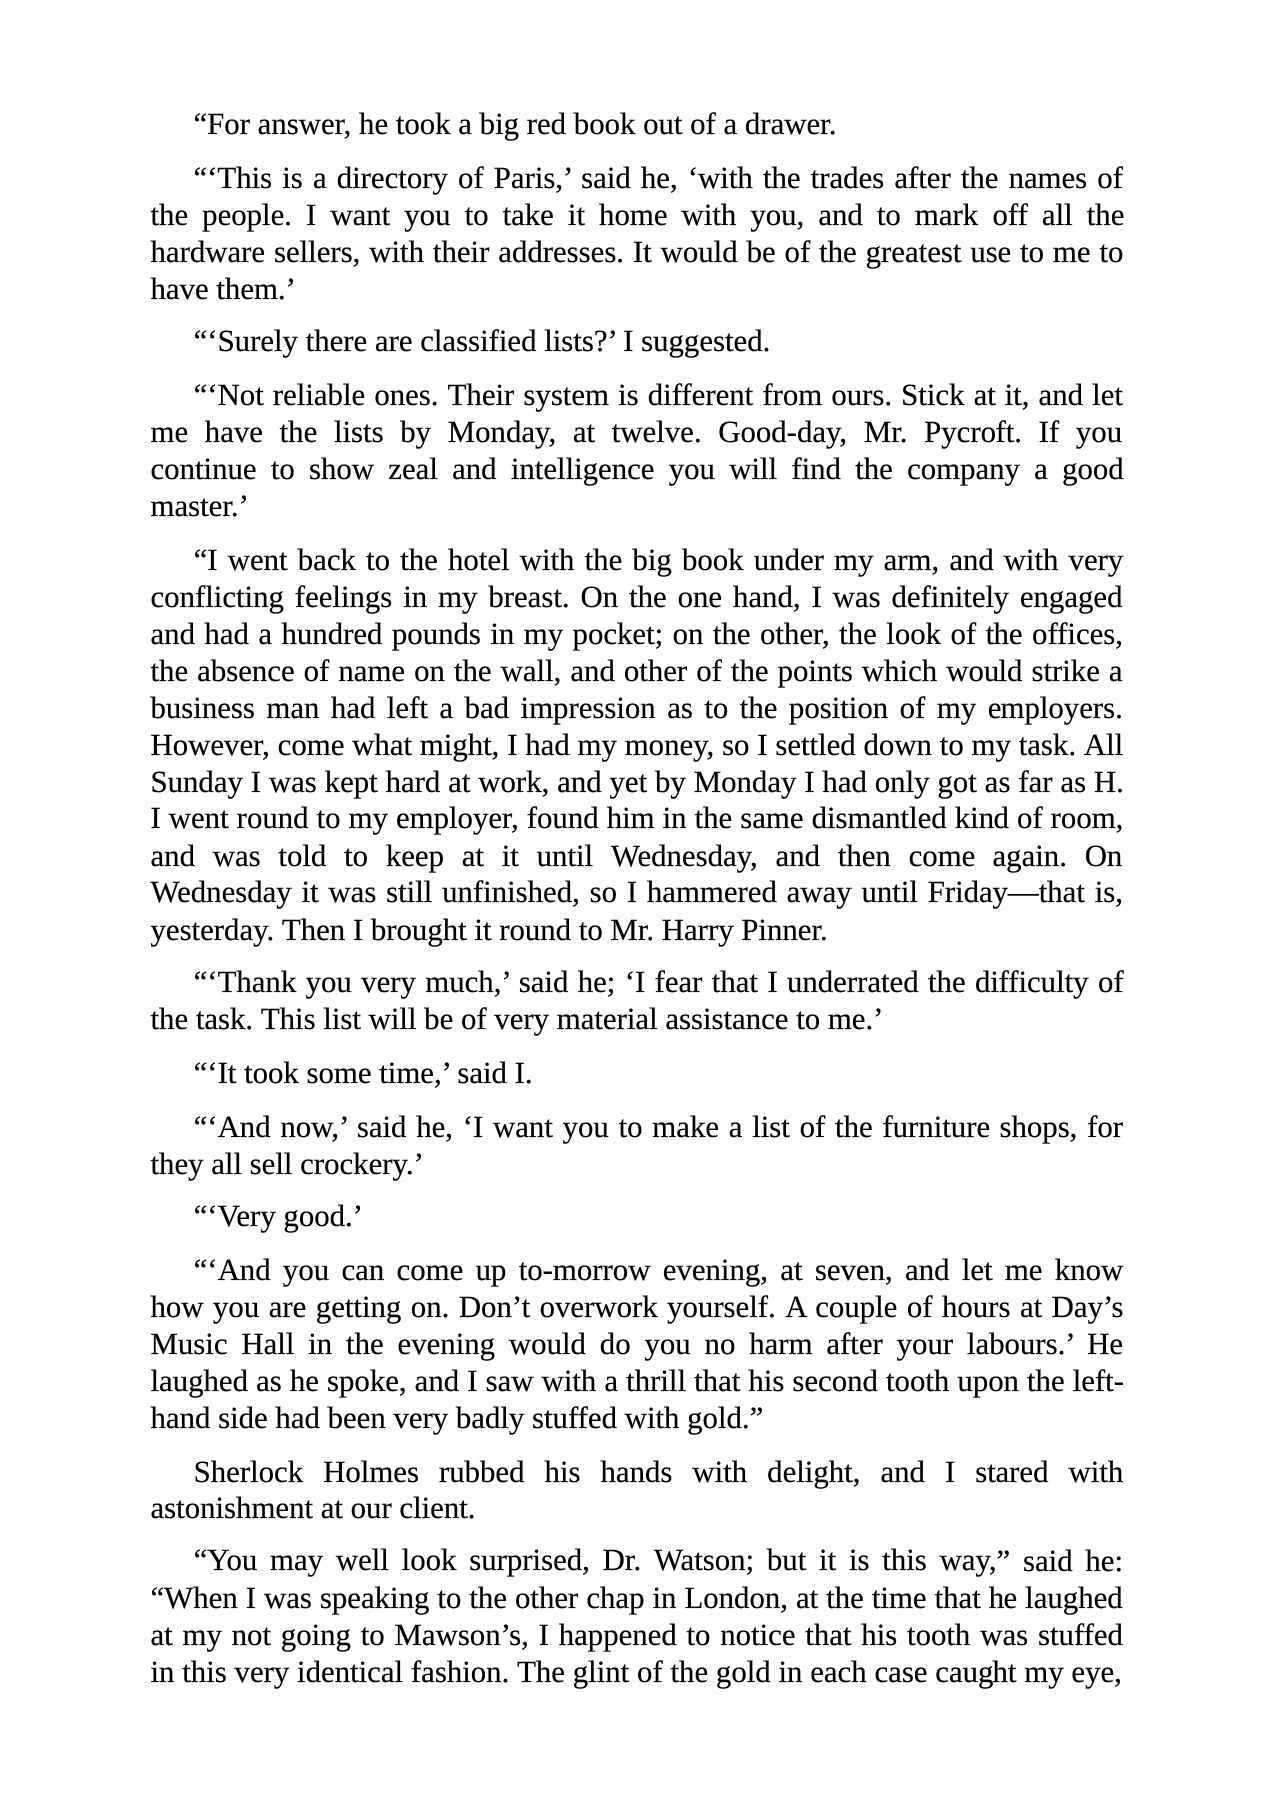 “For answer, he took a big red book out of a drawer.
“‘This is a directory of Paris,’ said he, ‘with the trades after the names of
the people. I want you to take it home with you, and to mark off all the
hardware sellers, with their addresses. It would be of the greatest use to me to
have them.’
“‘Surely there are classified lists?’ I suggested.
“‘Not reliable ones. Their system is different from ours. Stick at it, and let
me have the lists by Monday, at twelve. Good-day, Mr. Pycroft. If you
continue to show zeal and intelligence you will find the company a good
master.’
“I went back to the hotel with the big book under my arm, and with very
conflicting feelings in my breast. On the one hand, I was definitely engaged
and had a hundred pounds in my pocket; on the other, the look of the offices,
the absence of name on the wall, and other of the points which would strike a
business man had left a bad impression as to the position of my employers.
However, come what might, I had my money, so I settled down to my task. All
Sunday I was kept hard at work, and yet by Monday I had only got as far as H.
I went round to my employer, found him in the same dismantled kind of room,
and was told to keep at it until Wednesday, and then come again. On
Wednesday it was still unfinished, so I hammered away until Friday—that is,
yesterday. Then I brought it round to Mr. Harry Pinner.
“‘Thank you very much,’ said he; ‘I fear that I underrated the difficulty of
the task. This list will be of very material assistance to me.’
“‘It took some time,’ said I.
“‘And now,’ said he, ‘I want you to make a list of the furniture shops, for
they all sell crockery.’
“‘Very good.’
“‘And you can come up to-morrow evening, at seven, and let me know
how you are getting on. Don’t overwork yourself. A couple of hours at Day’s
Music Hall in the evening would do you no harm after your labours.’ He
laughed as he spoke, and I saw with a thrill that his second tooth upon the left-
hand side had been very badly stuffed with gold.”
Sherlock Holmes rubbed his hands with delight, and I stared with
astonishment at our client.
“You may well look surprised, Dr. Watson; but it is this way,” said he:
“When I was speaking to the other chap in London, at the time that he laughed
at my not going to Mawson’s, I happened to notice that his tooth was stuffed
in this very identical fashion. The glint of the gold in each case caught my eye,